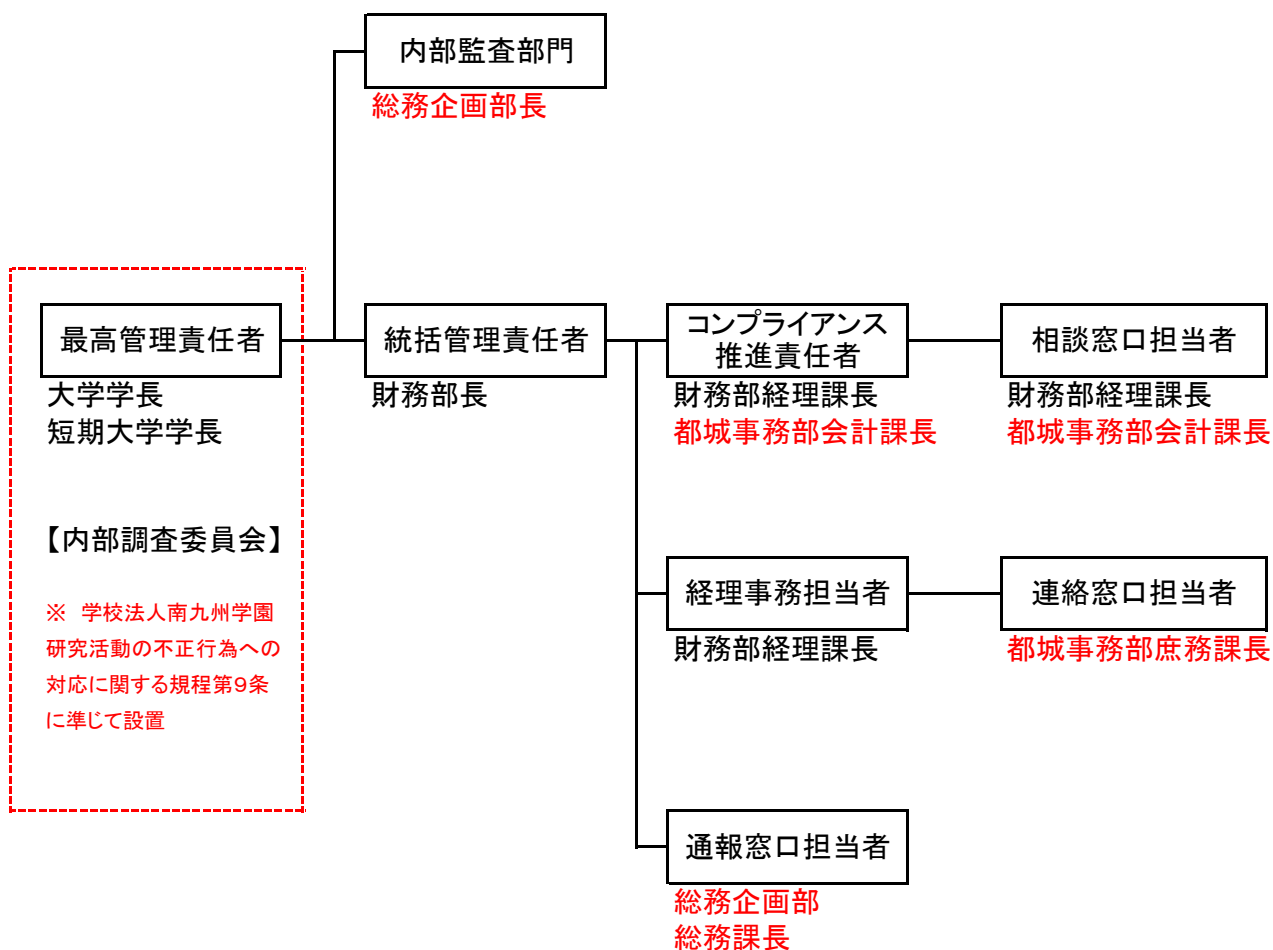 内部監査部門
総務企画部長
最高管理責任者
大学学長
短期大学学長
【内部調査委員会】
※ 学校法人南九州学園
研究活動の不正行為への
対応に関する規程第9条
に準じて設置
統括管理責任者
財務部長
コンプライアンス
推進責任者
財務部経理課長
都城事務部会計課長
相談窓口担当者
財務部経理課長
都城事務部会計課長
経理事務担当者
財務部経理課長
連絡窓口担当者
都城事務部庶務課長
通報窓口担当者
総務企画部
総務課長